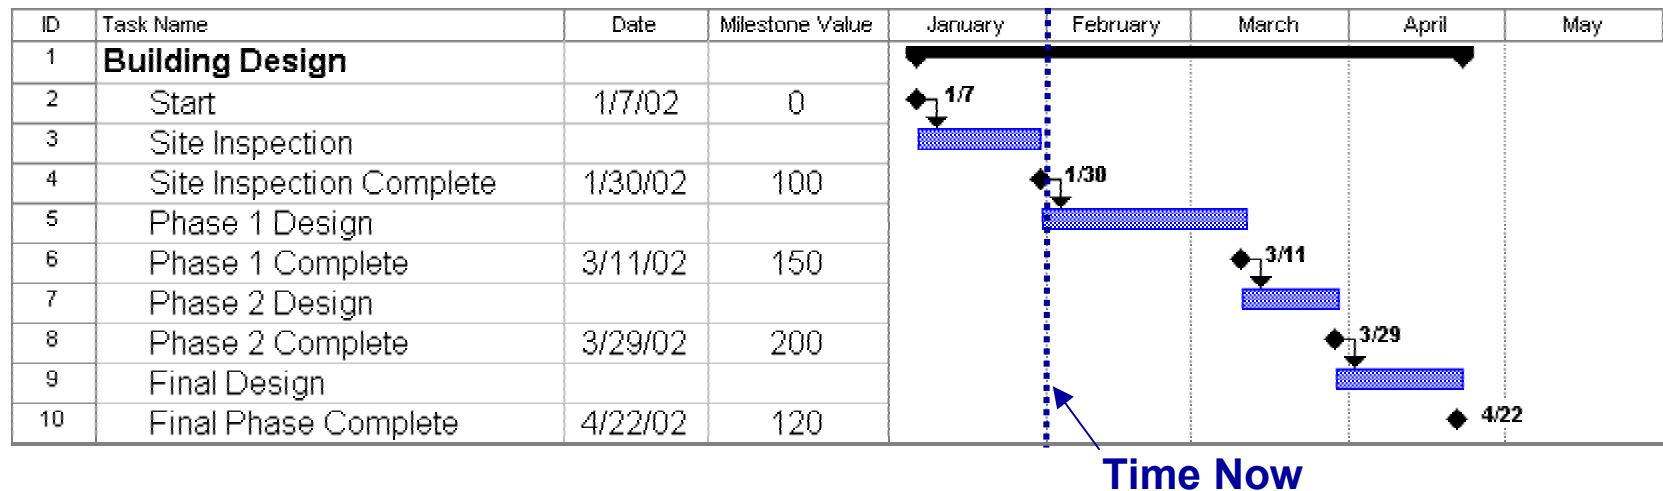 ID Task Name Date Milestone Value January February March April May
1 Building Design
2 Start 1/7/02 0 1/7
3 Site Inspection
4 Site Inspection Complete 1/30/02 100 1/30
5 Phase 1 Design
6 Phase 1 Complete 3/11/02 150 3/11
7 Phase 2 Design
8 Phase 2 Complete 3/29/02 200 3/29
9 Final Design
10 Final Phase Complete 4/22/02 120 4/22
Time Now